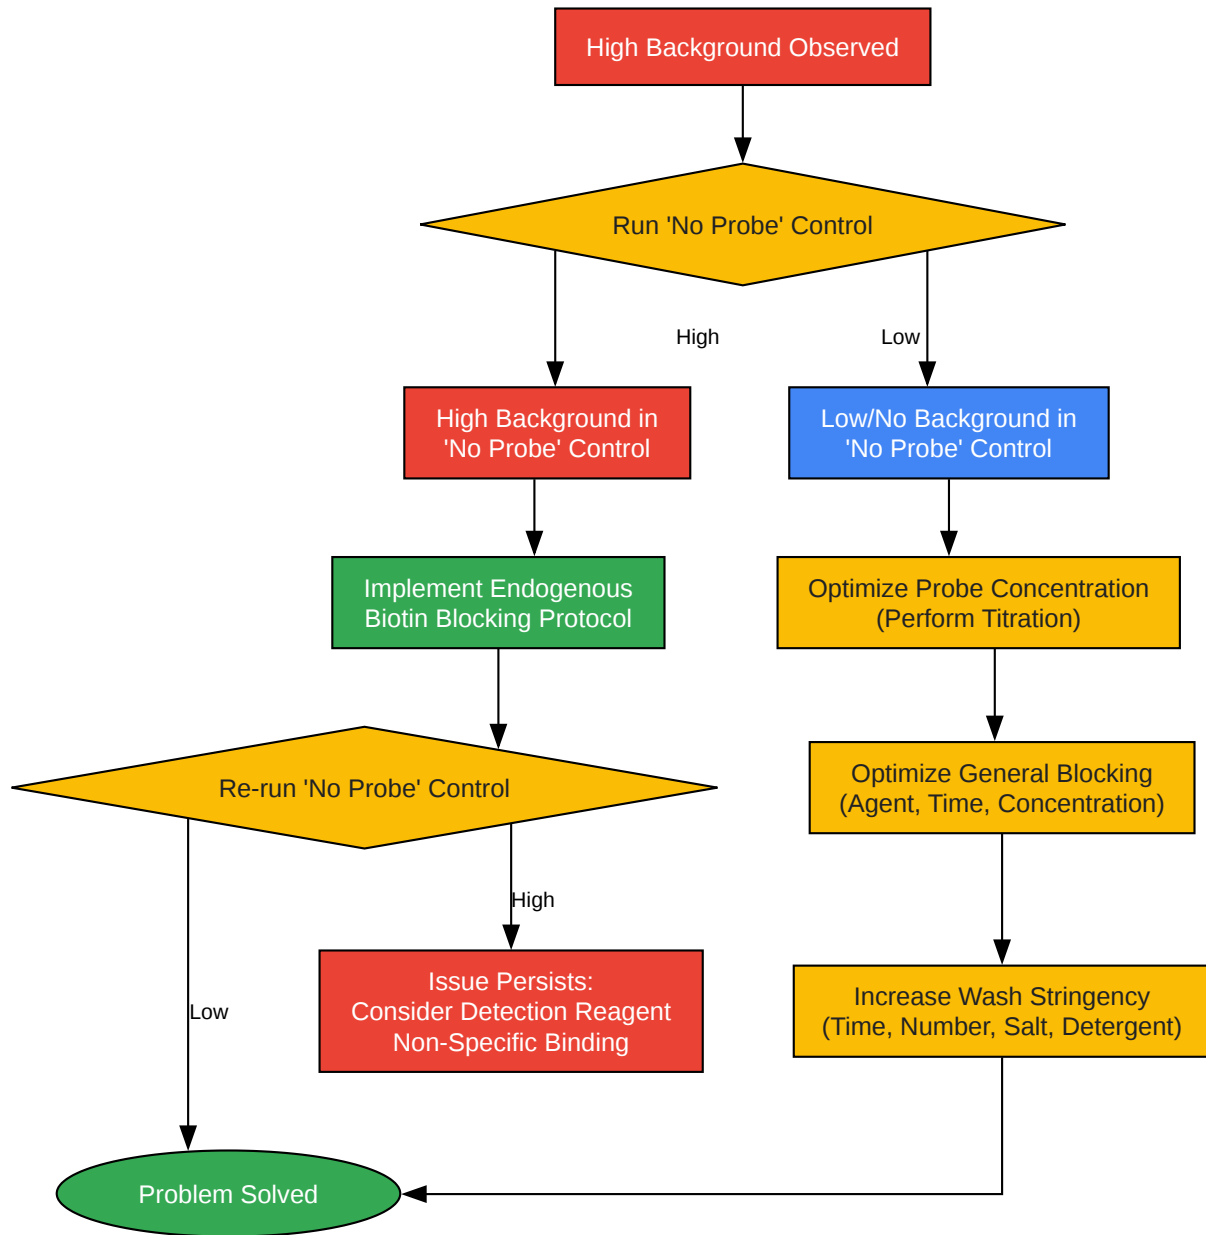 High Background Observed
Run 'No Probe' Control
High
Low
High Background in
'No Probe' Control
Low/No Background in
'No Probe' Control
Implement Endogenous
Biotin Blocking Protocol
Optimize Probe Concentration
(Perform Titration)
Re-run 'No Probe' Control
Optimize General Blocking
(Agent, Time, Concentration)
High
Low
Issue Persists:
Consider Detection Reagent
Non-Specific Binding
Increase Wash Stringency
(Time, Number, Salt, Detergent)
Problem Solved